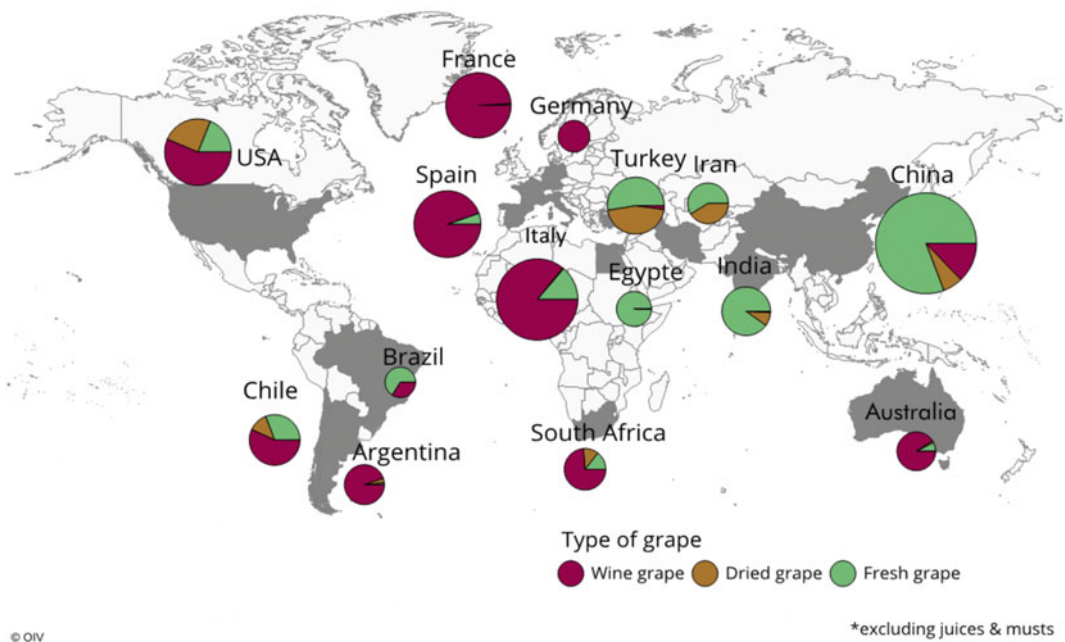 France
Germany
USA
Turkey
Iran
China
Spain
Italy
Egypte
India
Brazil
Chile
Australia
South Africa
Argentina
Type of grape
Wine grape
Dried grape
Fresh grape
© OIV
*excluding juices & musts